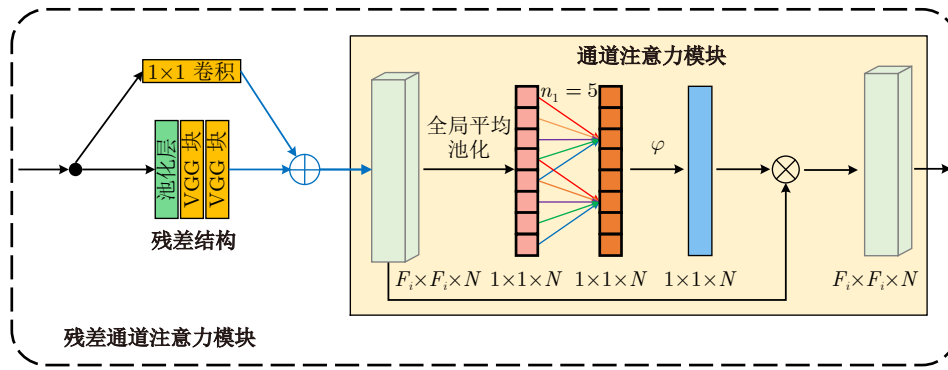 通道注意力模块
1×1 卷积
n₁ = 5
池化层
VGG 块
VGG 块
全局平均
池化
φ
残差结构
Fᵢ×Fᵢ×N
1×1×N
1×1×N
1×1×N
Fᵢ×Fᵢ×N
残差通道注意力模块